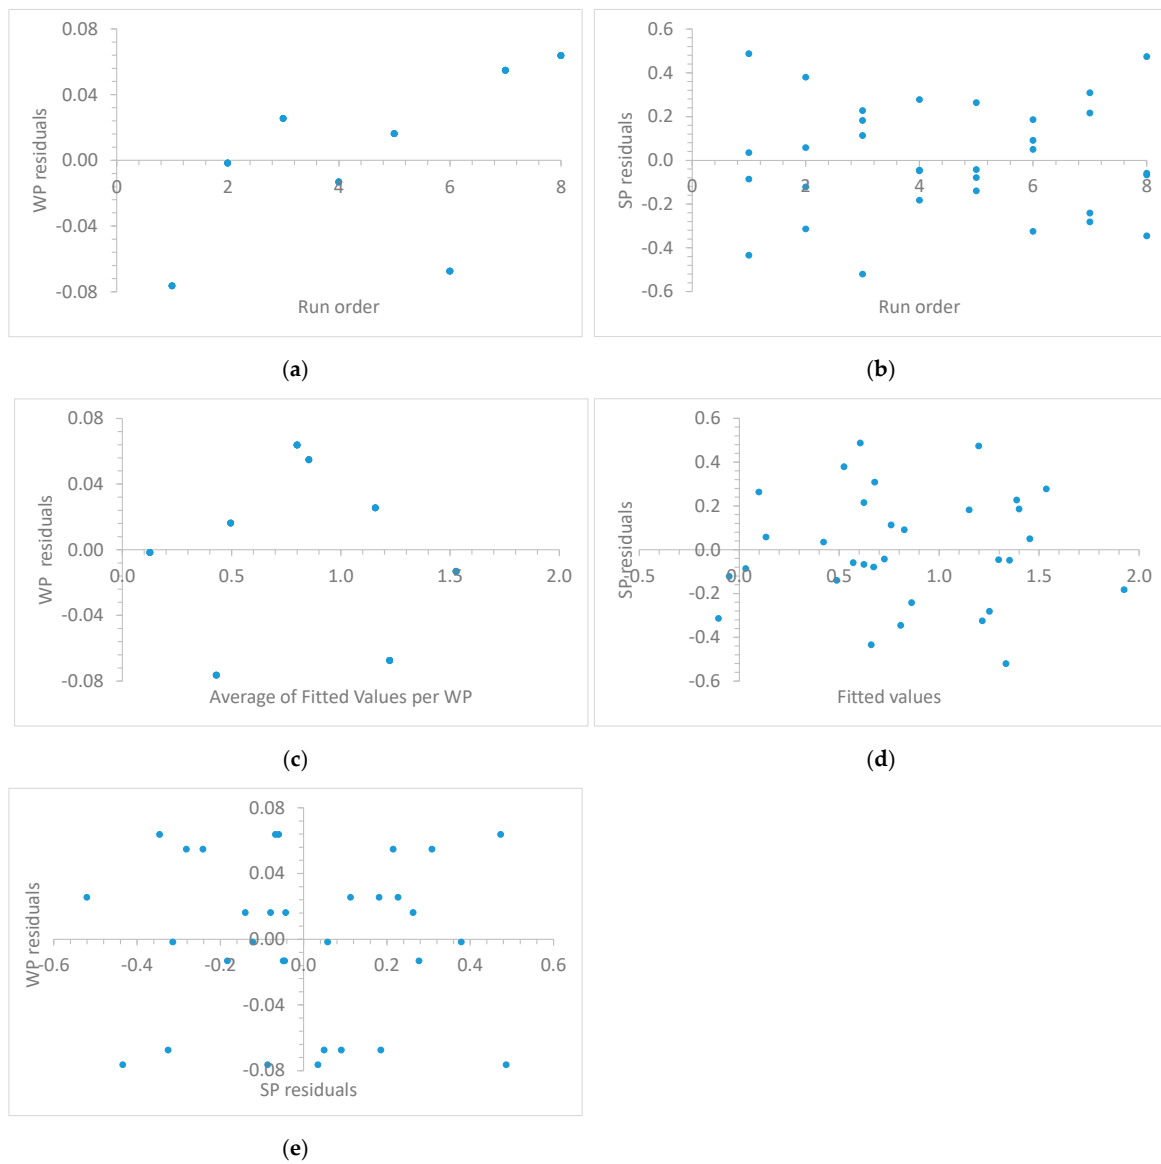 0.08
0.04
0.00
-0.04
-0.08
0 2 4 6 8
WP residuals
Run order
(a)
0.6
0.4
0.2
0.0
-0.2
-0.4
-0.6
0 2 4 6 8
SP residuals
Run order
(b)
0.08
0.04
0.00
-0.04
-0.08
0.0 0.5 1.0 1.5 2.0
WP residuals
Average of Fitted Values per WP
(c)
0.6
0.4
0.2
0.0
-0.2
-0.4
-0.6
-0.5 0.0 0.5 1.0 1.5 2.0
SP residuals
Fitted values
(d)
0.08
0.04
0.00
-0.04
-0.08
-0.6 -0.4 -0.2 0.0 0.2 0.4 0.6
WP residuals
SP residuals
(e)